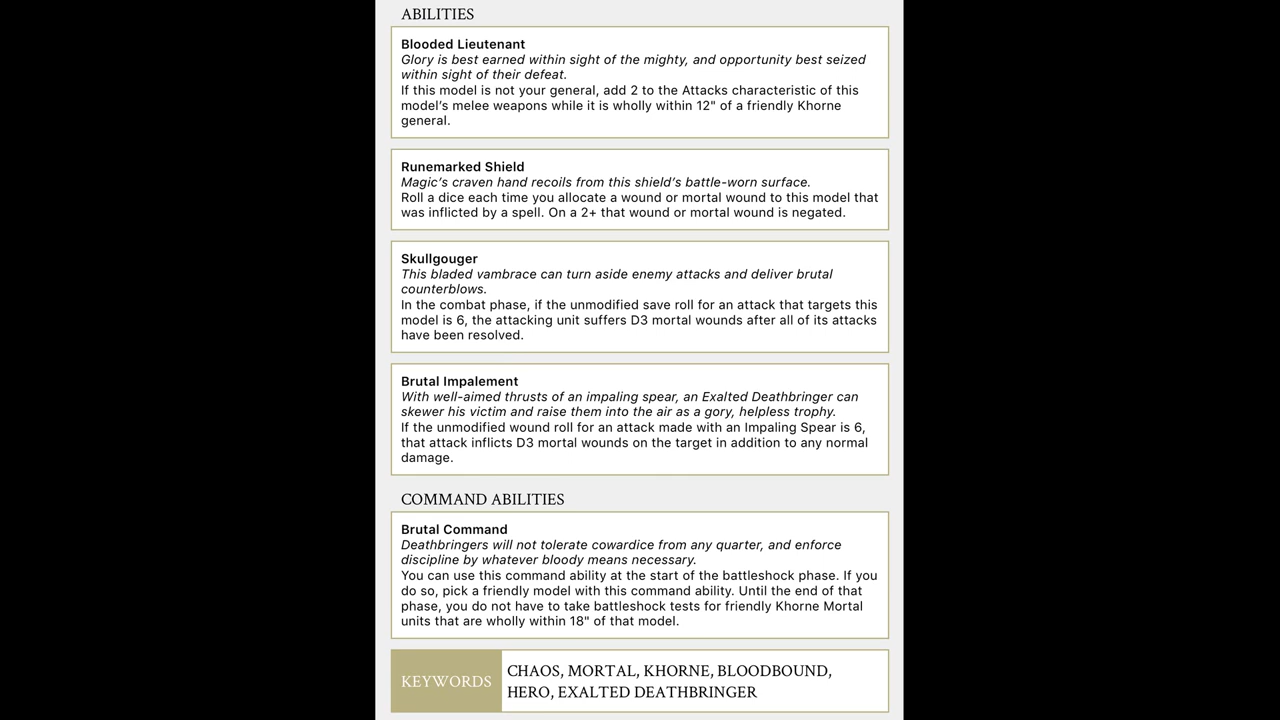 ABILITIES
Blooded Lieutenant
Glory is best earned within sight of the mighty, and opportunity best seized
within sight of their defeat.
If this model is not your general, add 2 to the Attacks characteristic of this
model’s melee weapons while it is wholly within 12" of a friendly Khorne
general.
Runemarked Shield
Magic’s craven hand recoils from this shield’s battle-worn surface.
Roll a dice each time you allocate a wound or mortal wound to this model that
was inflicted by a spell. On a 2+ that wound or mortal wound is negated.
Skullgouger
This bladed vambrace can turn aside enemy attacks and deliver brutal
counterblows.
In the combat phase, if the unmodified save roll for an attack that targets this
model is 6, the attacking unit suffers D3 mortal wounds after all of its attacks
have been resolved.
Brutal Impalement
With well-aimed thrusts of an impaling spear, an Exalted Deathbringer can
skewer his victim and raise them into the air as a gory, helpless trophy.
If the unmodified wound roll for an attack made with an Impaling Spear is 6,
that attack inflicts D3 mortal wounds on the target in addition to any normal
damage.
COMMAND ABILITIES
Brutal Command
Deathbringers will not tolerate cowardice from any quarter, and enforce
discipline by whatever bloody means necessary.
You can use this command ability at the start of the battleshock phase. If you
do so, pick a friendly model with this command ability. Until the end of that
phase, you do not have to take battleshock tests for friendly Khorne Mortal
units that are wholly within 18" of that model.
KEYWORDS
CHAOS, MORTAL, KHORNE, BLOODBOUND,
HERO, EXALTED DEATHBRINGER